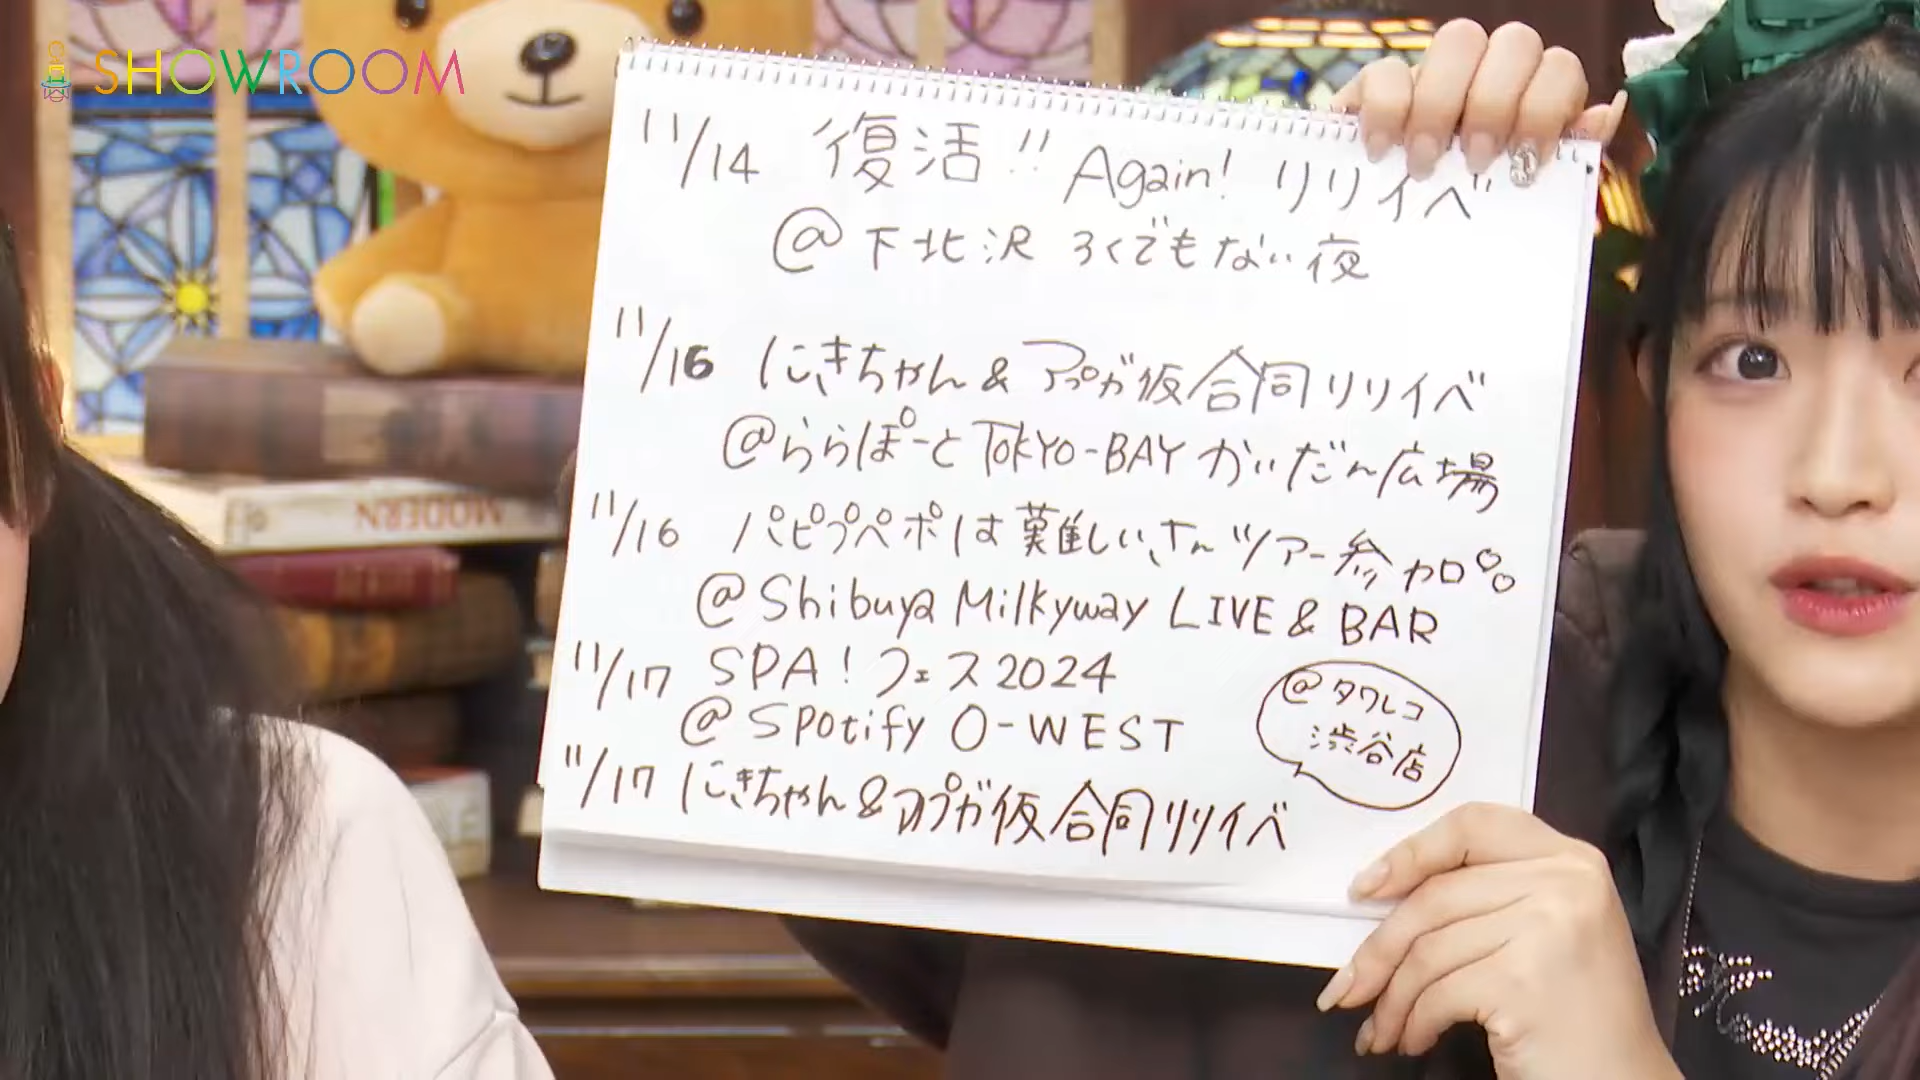 SHOWROOM
11/14 復活!! Again! リリイベ
@下北沢 ろくでもない夜
11/16 にきちゃん&アプガ仮合同リリイベ
@ららぽーとTOKYO-BAY かいだん広場
11/16 パピプペポは難しいさんツアー参加
@Shibuya Milkyway LIVE & BAR
11/17 SPA!フェス2024
@Spotify O-WEST
@タワレコ
渋谷店
11/17 にきちゃん&アプガ仮合同リリイベ
MODERN